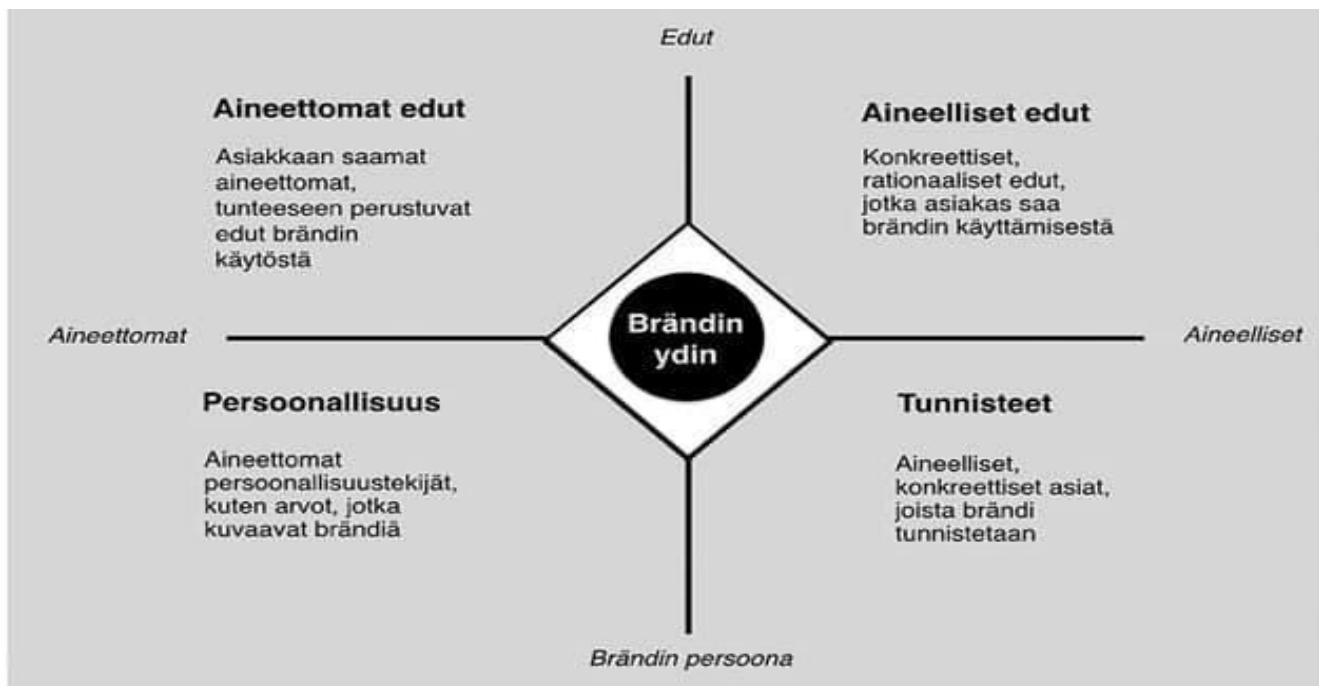 Edut
Aineettomat edut
Asiakkaan saamat
aineettomat,
tunteeseen perustuvat
edut brändin
käytöstä
Aineelliset edut
Konkreettiset,
rationaaliset edut,
jotka asiakas saa
brändin käyttämisestä
Aineettomat
Brändin
ydin
Aineelliset
Persoonallisuus
Aineettomat
persoonallisuustekijät,
kuten arvot, jotka
kuvaavat brändiä
Tunnisteet
Aineelliset,
konkreettiset asiat,
joista brändi
tunnistetaan
Brändin persoona